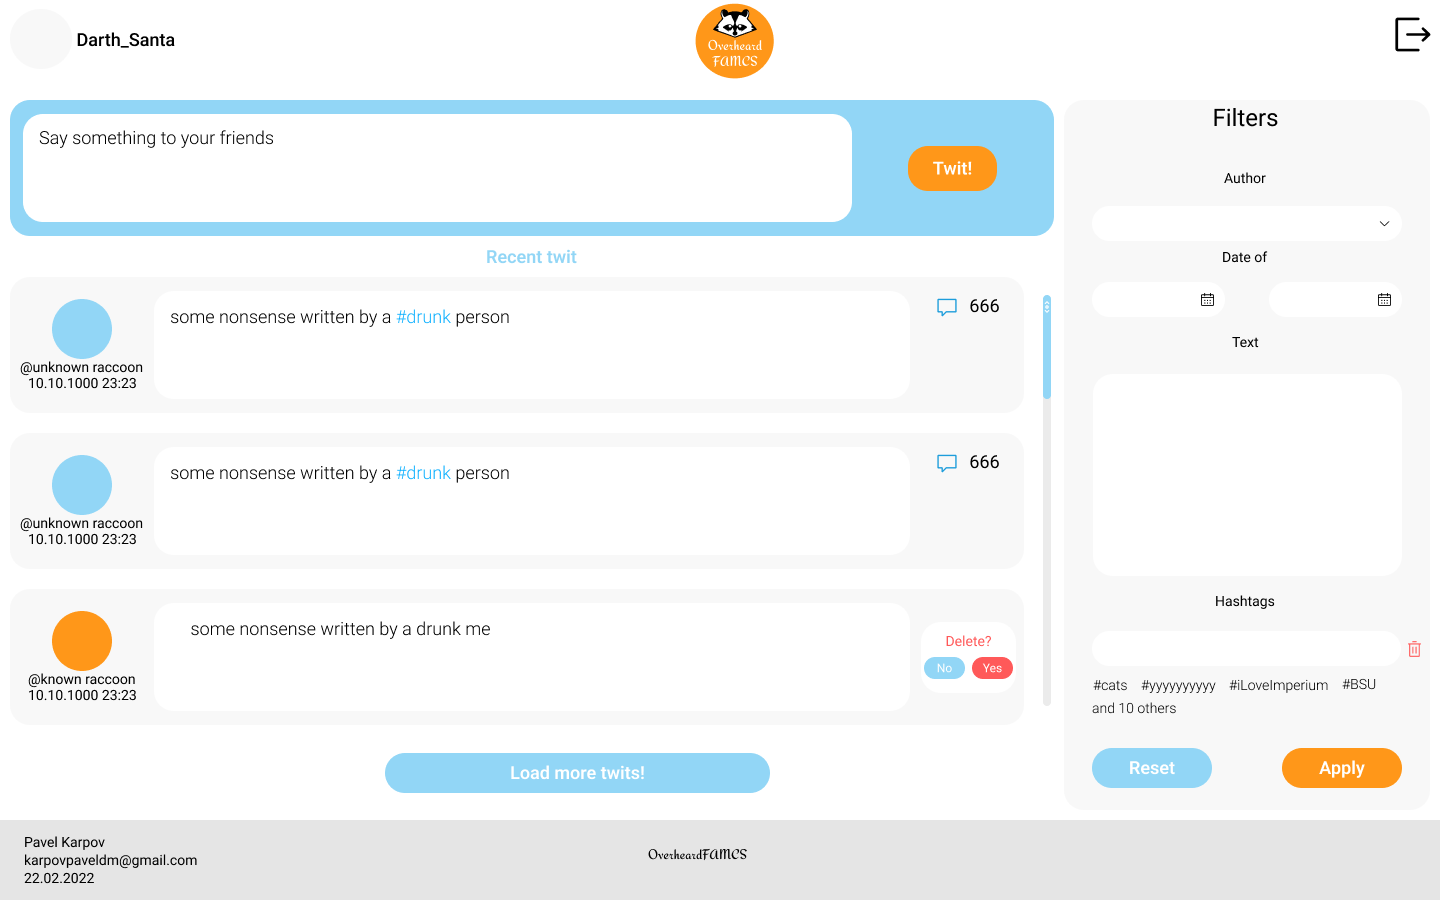 Darth_Santa
Overheard
FAMCS
Say something to your friends
Twit!
Recent twit
some nonsense written by a #drunk person
666
@unknown raccoon
10.10.1000 23:23
some nonsense written by a #drunk person
666
@unknown raccoon
10.10.1000 23:23
some nonsense written by a drunk me
Delete?
No
Yes
@known raccoon
10.10.1000 23:23
Load more twits!
Filters
Author
Date of
Text
Hashtags
#cats #yyyyyyyyyy #iLoveImperium #BSU
and 10 others
Reset
Apply
Pavel Karpov
karpovpaveldm@gmail.com
22.02.2022
OverheardFAMCS